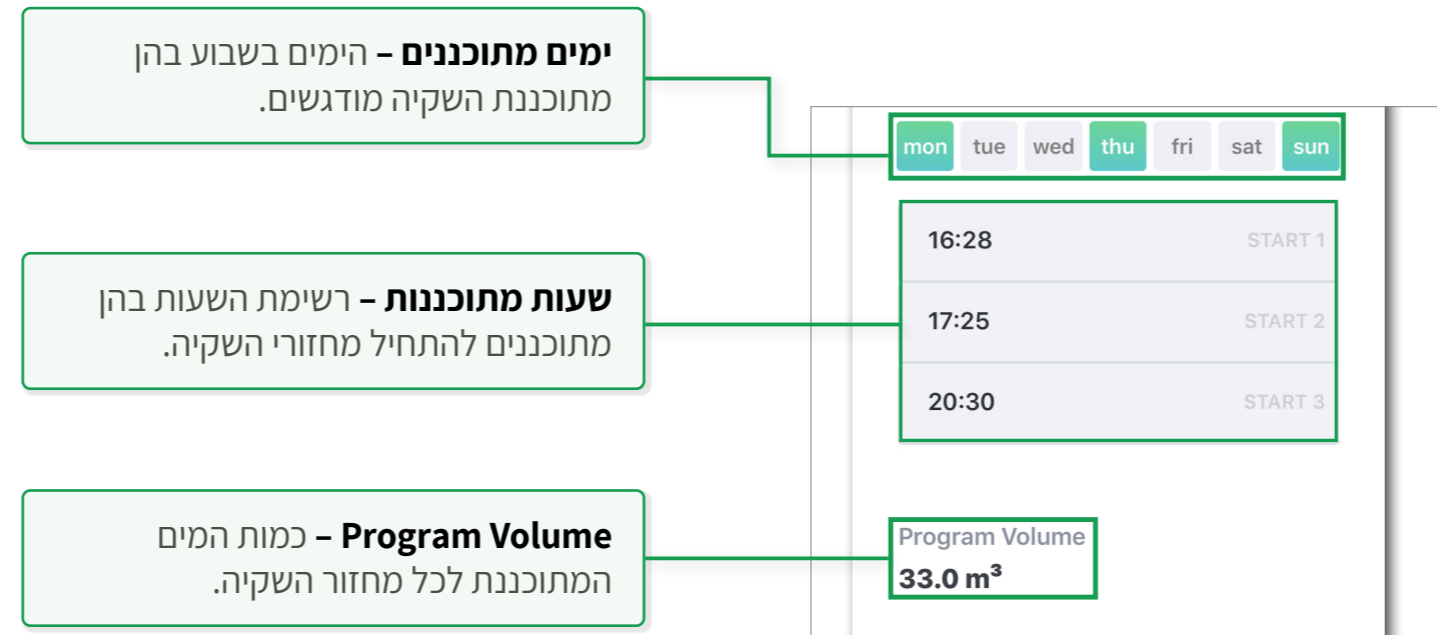 ימים מתוכננים – הימים בשבוע בהן
מתוכננת השקיה מודגשים.
mon tue wed thu fri sat sun
שעות מתוכננות – רשימת השעות בהן
מתוכננים להתחיל מחזורי השקיה.
16:28 START 1
17:25 START 2
20:30 START 3
Program Volume – כמות המים
המתוכננת לכל מחזור השקיה.
Program Volume
33.0 m³